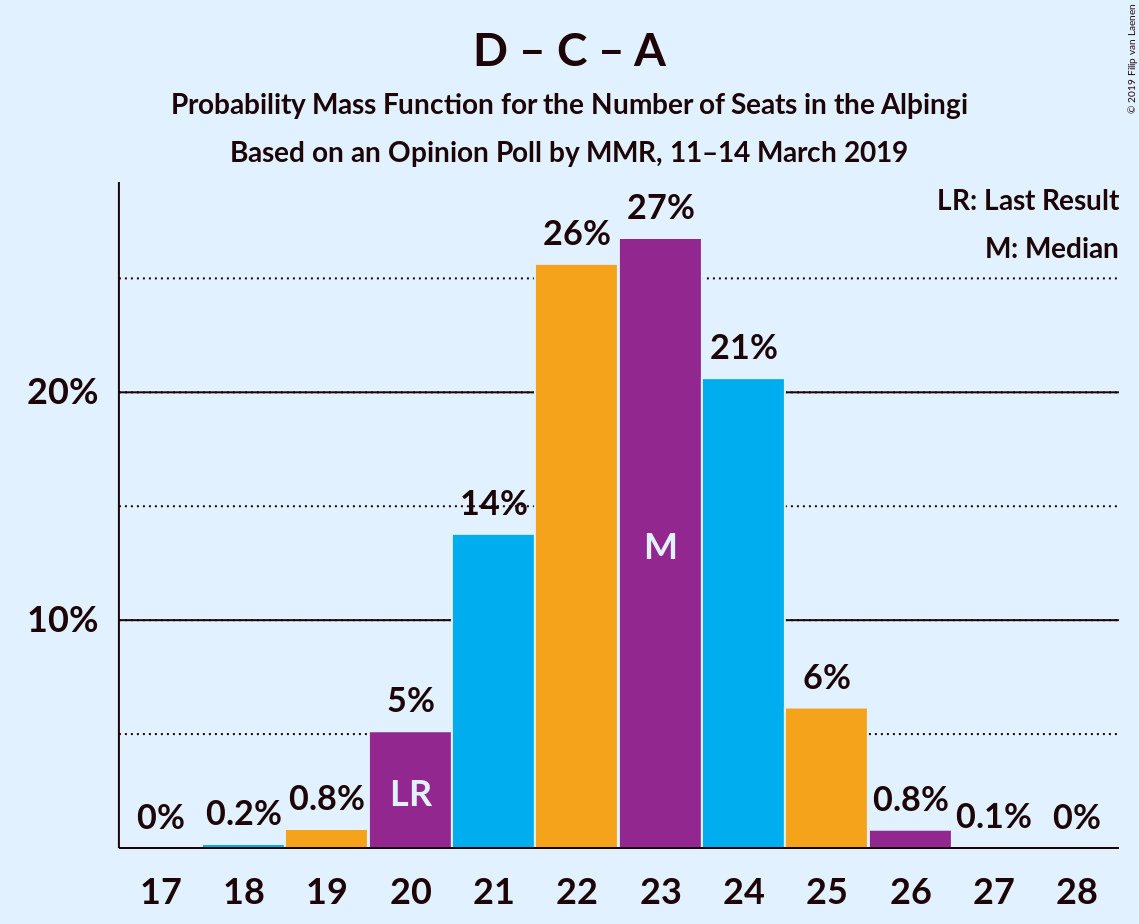 D – C – A
Probability Mass Function for the Number of Seats in the Alþingi
Based on an Opinion Poll by MMR, 11–14 March 2019
© 2019 Filip van Laenen
LR: Last Result
M: Median
27%
26%
21%
20%
14%
M
10%
6%
5%
LR
0% 0.2% 0.8% 0.8% 0.1% 0%
17 18 19 20 21 22 23 24 25 26 27 28